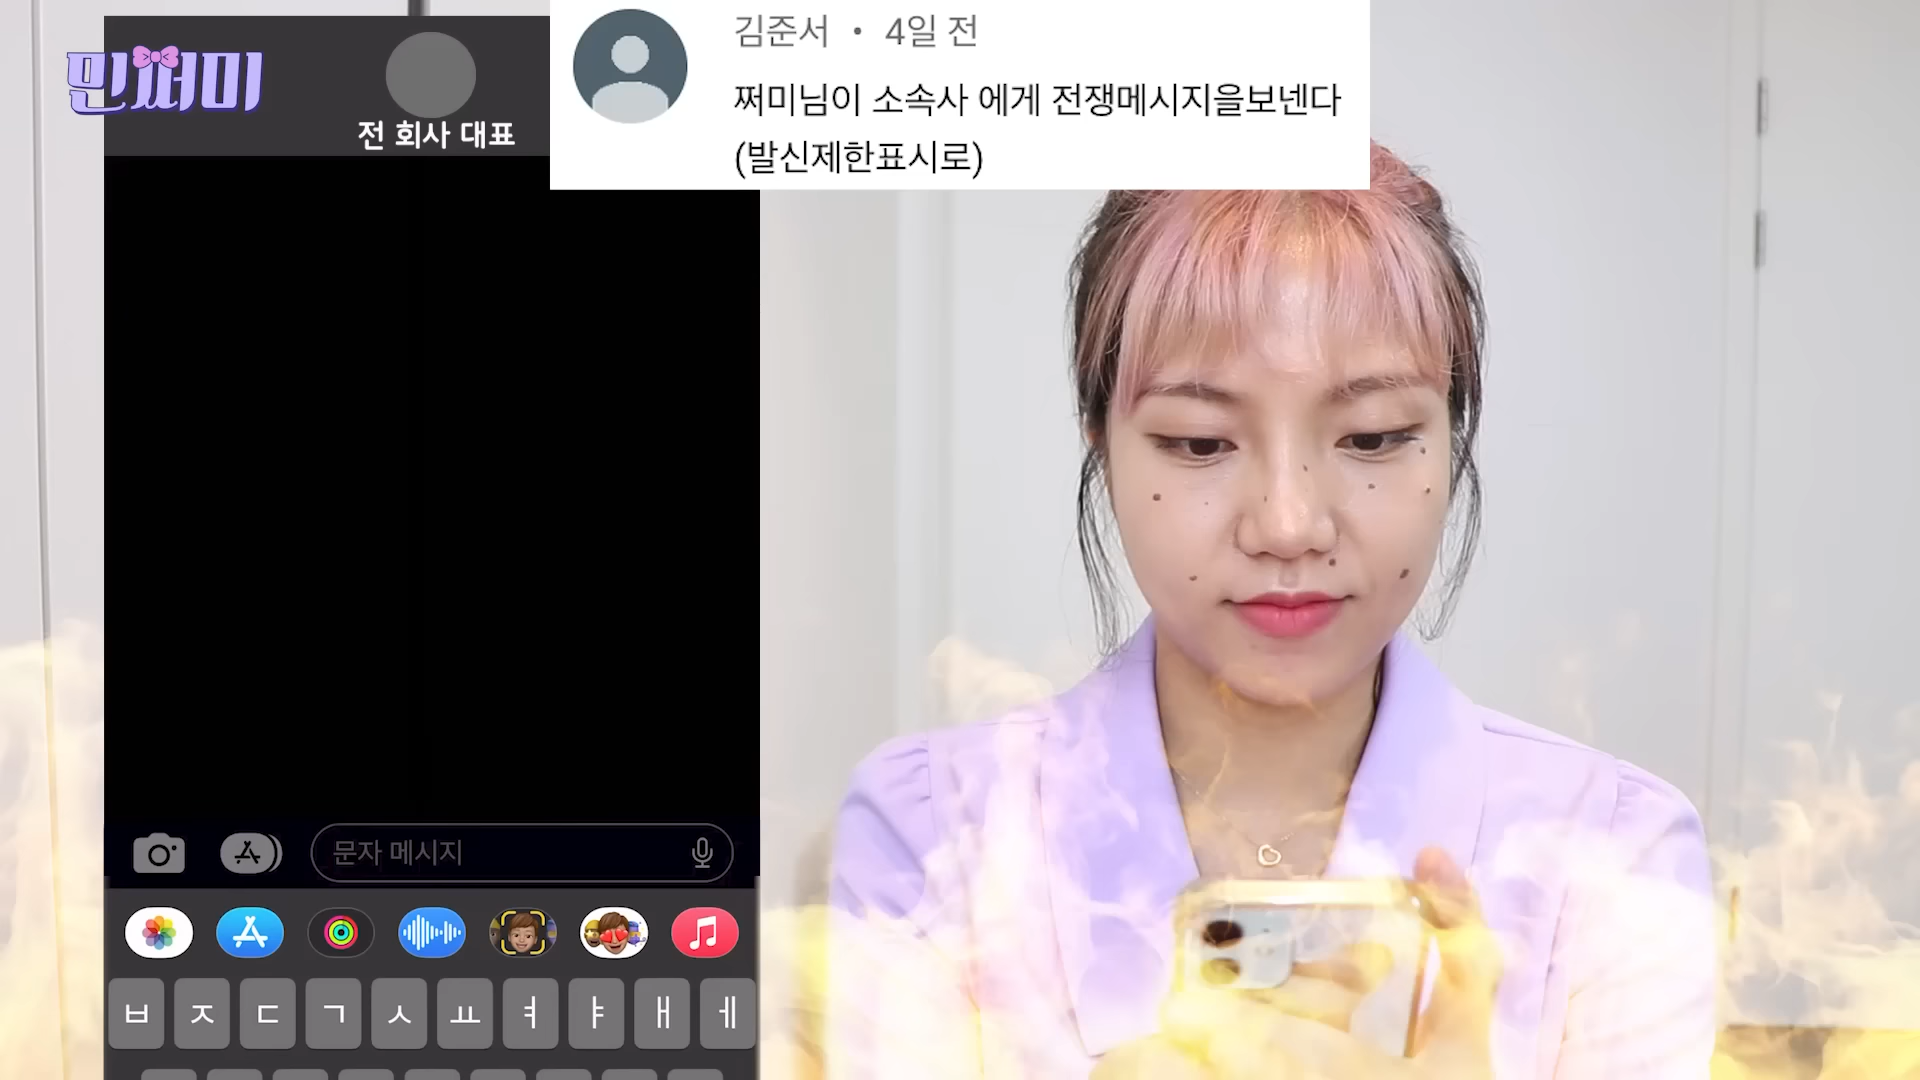 민쩌미
전 회사 대표
김준서 • 4일 전
쩌미님이 소속사 에게 전쟁메시지을보넨다
(발신제한표시로)
문자 메시지
ㅂ ㅈ ㄷ ㄱ ㅅ ㅛ ㅕ ㅑ ㅐ ㅔ